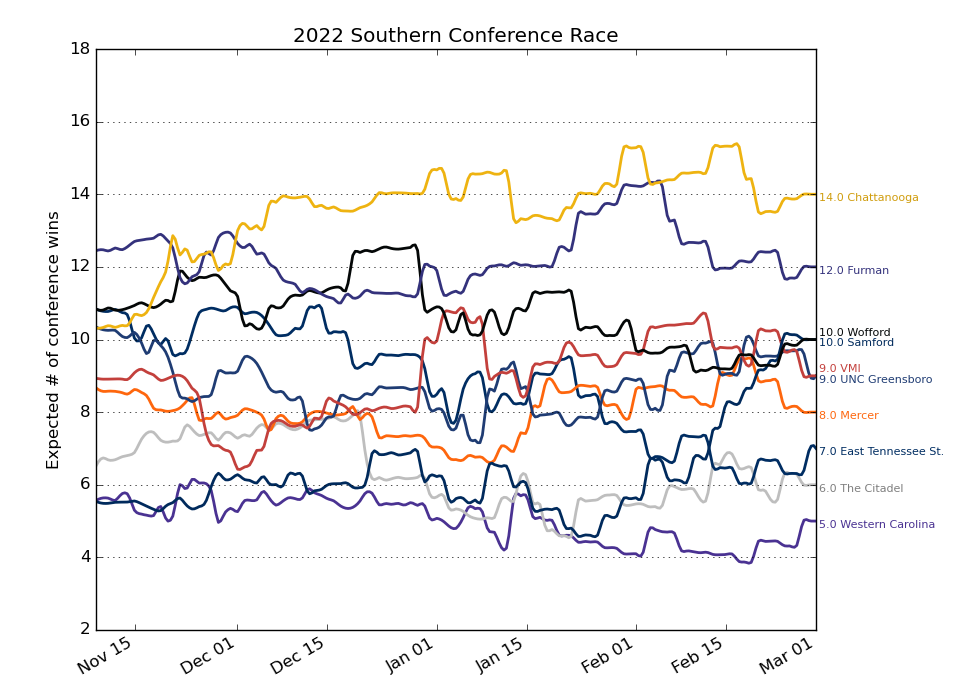 2022 Southern Conference Race
Expected # of conference wins
18
16
14
12
10
8
6
4
2
14.0 Chattanooga
12.0 Furman
10.0 Wofford
10.0 Samford
9.0 VMI
9.0 UNC Greensboro
8.0 Mercer
7.0 East Tennessee St.
6.0 The Citadel
5.0 Western Carolina
Nov 15
Dec 01
Dec 15
Jan 01
Jan 15
Feb 01
Feb 15
Mar 01